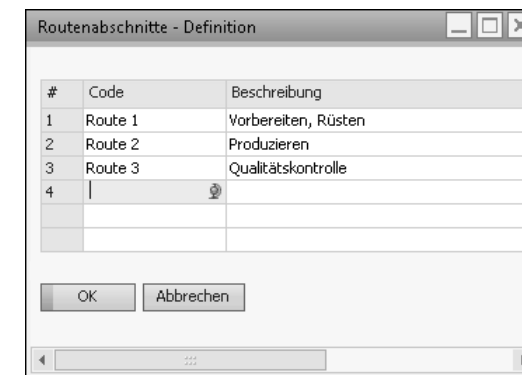 Routenabschnitte - Definition
# Code Beschreibung
1 Route 1 Vorbereiten, Rüsten
2 Route 2 Produzieren
3 Route 3 Qualitätskontrolle
4
OK Abbrechen